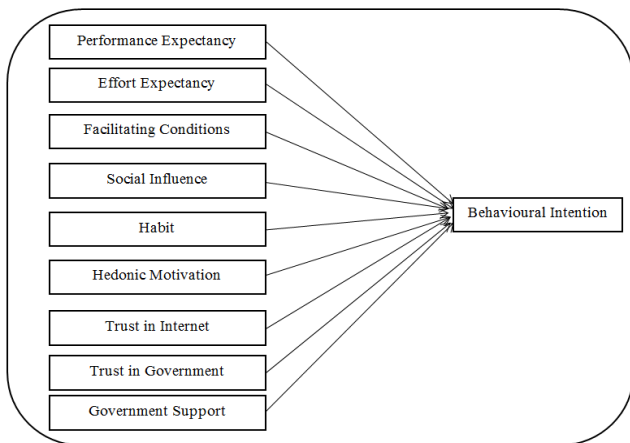 Performance Expectancy
Effort Expectancy
Facilitating Conditions
Social Influence
Behavioural Intention
Habit
Hedonic Motivation
Trust in Internet
Trust in Government
Government Support